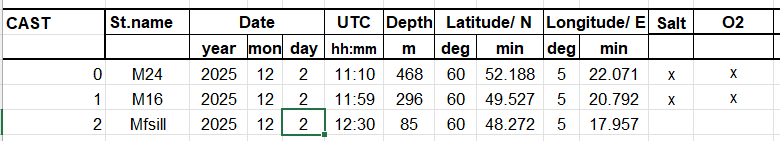 CAST St.name Date UTC Depth Latitude/ N Longitude/ E Salt O2
year mon day hh:mm m deg min deg min
0 M24 2025 12 2 11:10 468 60 52.188 5 22.071 x x
1 M16 2025 12 2 11:59 296 60 49.527 5 20.792 x x
2 Mfsill 2025 12 2 12:30 85 60 48.272 5 17.957